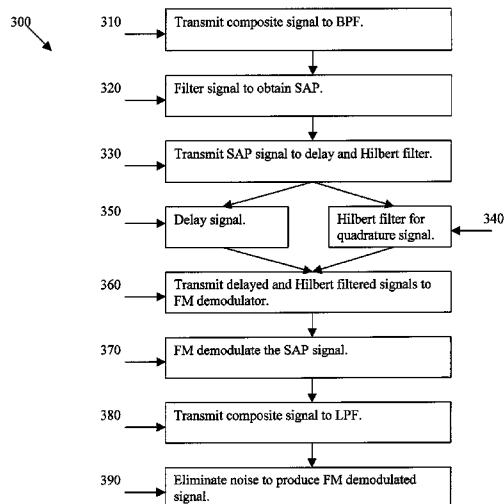 300
310
Transmit composite signal to BPF.
320
Filter signal to obtain SAP.
330
Transmit SAP signal to delay and Hilbert filter.
350
Delay signal.
Hilbert filter for
quadrature signal.
340
360
Transmit delayed and Hilbert filtered signals to
FM demodulator.
370
FM demodulate the SAP signal.
380
Transmit composite signal to LPF.
390
Eliminate noise to produce FM demodulated
signal.